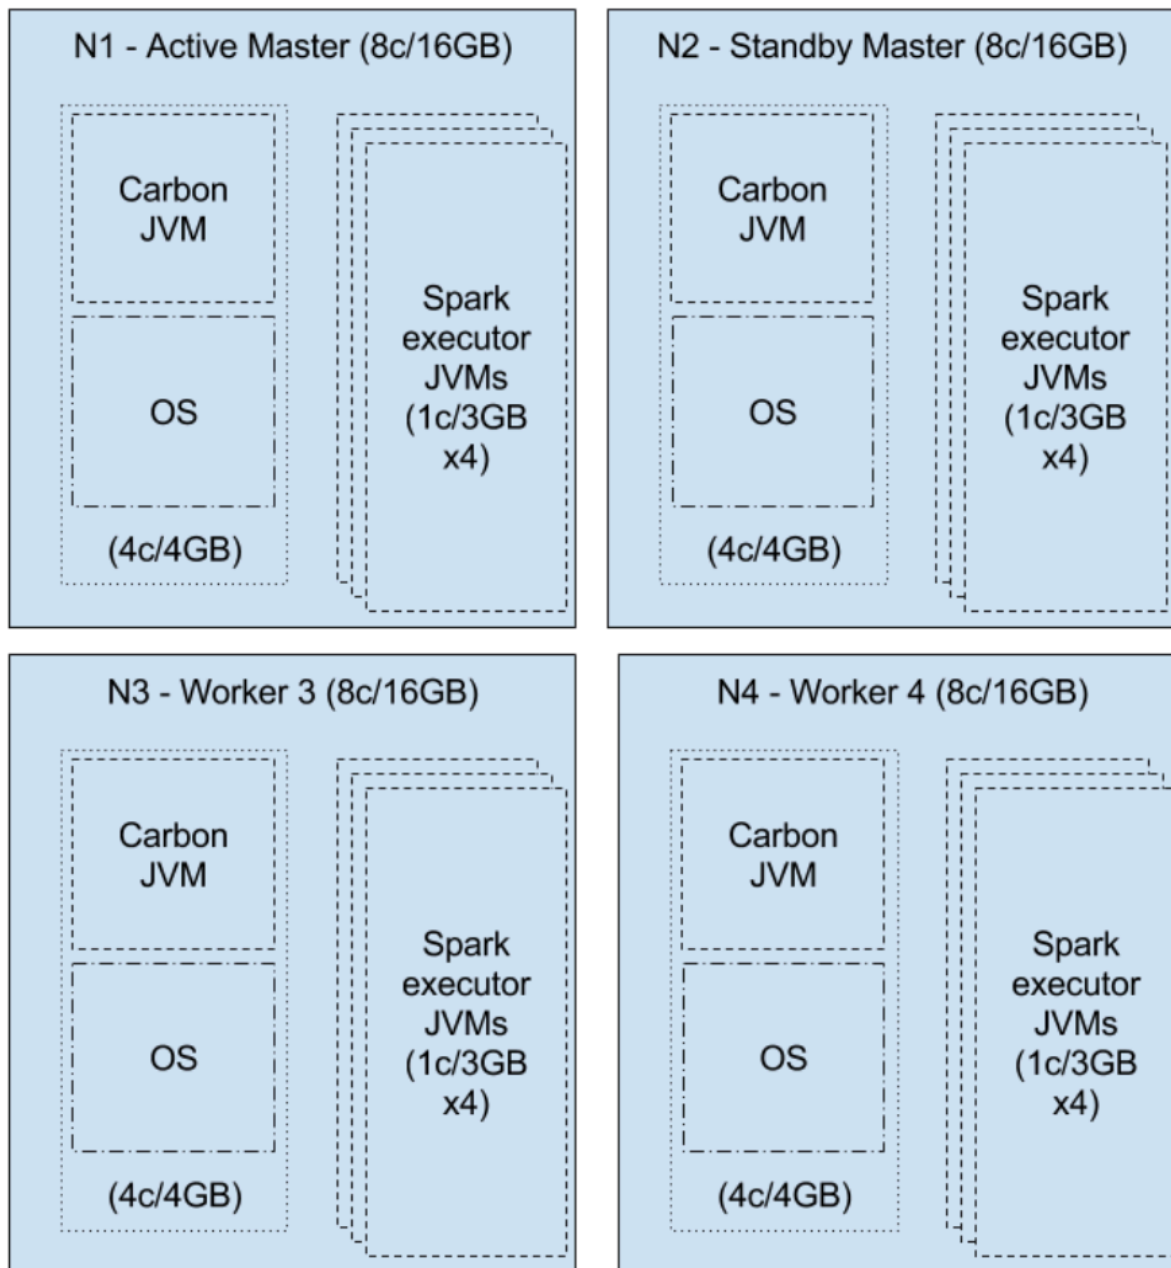 N1 - Active Master (8c/16GB)
Carbon
JVM
OS
(4c/4GB)
Spark
executor
JVMs
(1c/3GB
x4)
N2 - Standby Master (8c/16GB)
Carbon
JVM
OS
(4c/4GB)
Spark
executor
JVMs
(1c/3GB
x4)
N3 - Worker 3 (8c/16GB)
Carbon
JVM
OS
(4c/4GB)
Spark
executor
JVMs
(1c/3GB
x4)
N4 - Worker 4 (8c/16GB)
Carbon
JVM
OS
(4c/4GB)
Spark
executor
JVMs
(1c/3GB
x4)